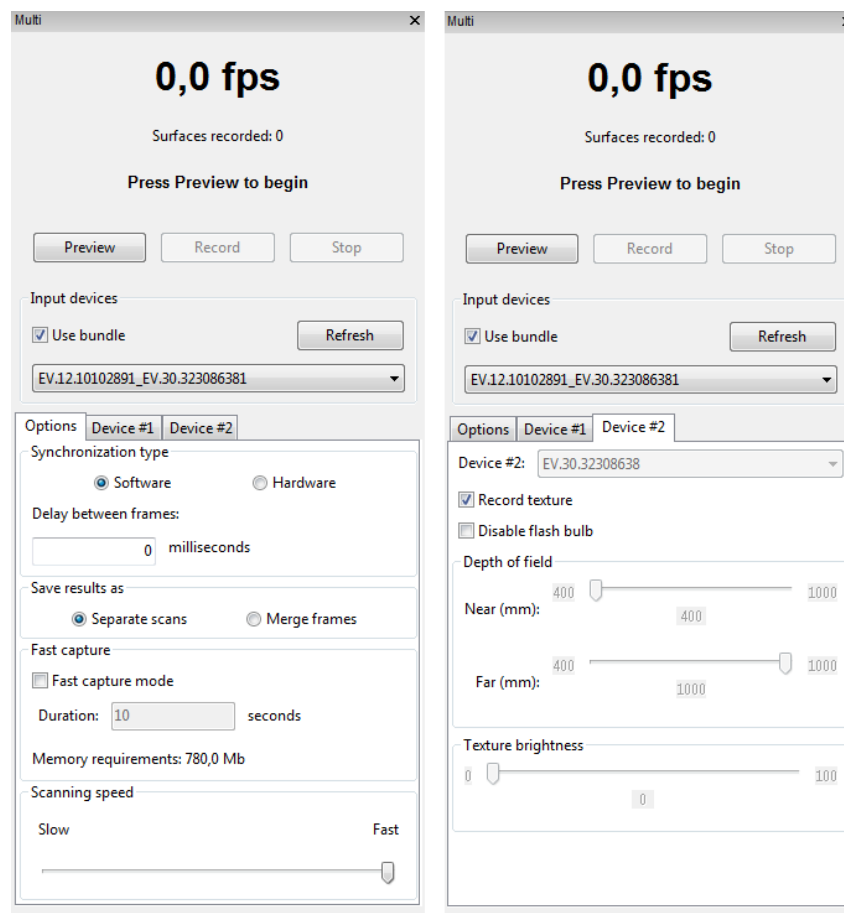 Multi
0,0 fps
Surfaces recorded: 0
Press Preview to begin
Preview Record Stop
Input devices
Use bundle Refresh
EV.12.10102891_EV.30.323086381
Options Device #1 Device #2
Synchronization type
Software Hardware
Delay between frames:
0 milliseconds
Save results as
Separate scans Merge frames
Fast capture
Fast capture mode
Duration: 10 seconds
Memory requirements: 780,0 Mb
Scanning speed
Slow Fast
Multi
0,0 fps
Surfaces recorded: 0
Press Preview to begin
Preview Record Stop
Input devices
Use bundle Refresh
EV.12.10102891_EV.30.323086381
Options Device #1 Device #2
Device #2: EV.30.32308638
Record texture
Disable flash bulb
Depth of field
400 1000
Near (mm): 400
400 1000
Far (mm): 1000
Texture brightness
0 100
0